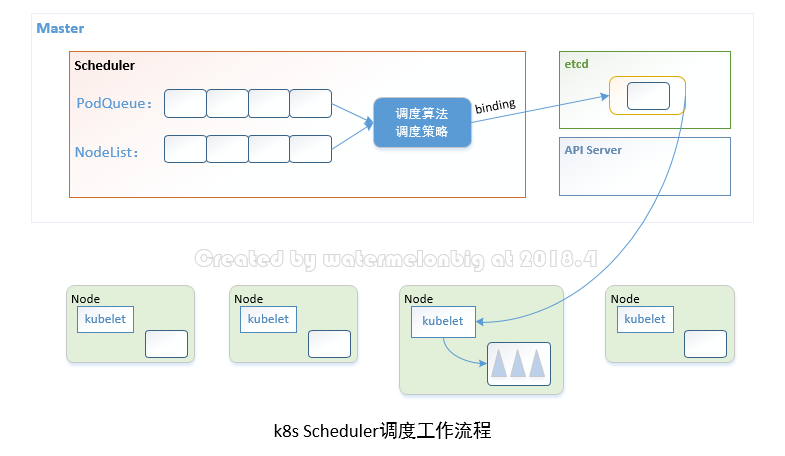 Master
Scheduler
PodQueue：
NodeList：
调度算法
调度策略
binding
etcd
API Server
Created by watermelonbig at 2018.4
Node
kubelet
Node
kubelet
Node
kubelet
Node
kubelet
k8s Scheduler调度工作流程